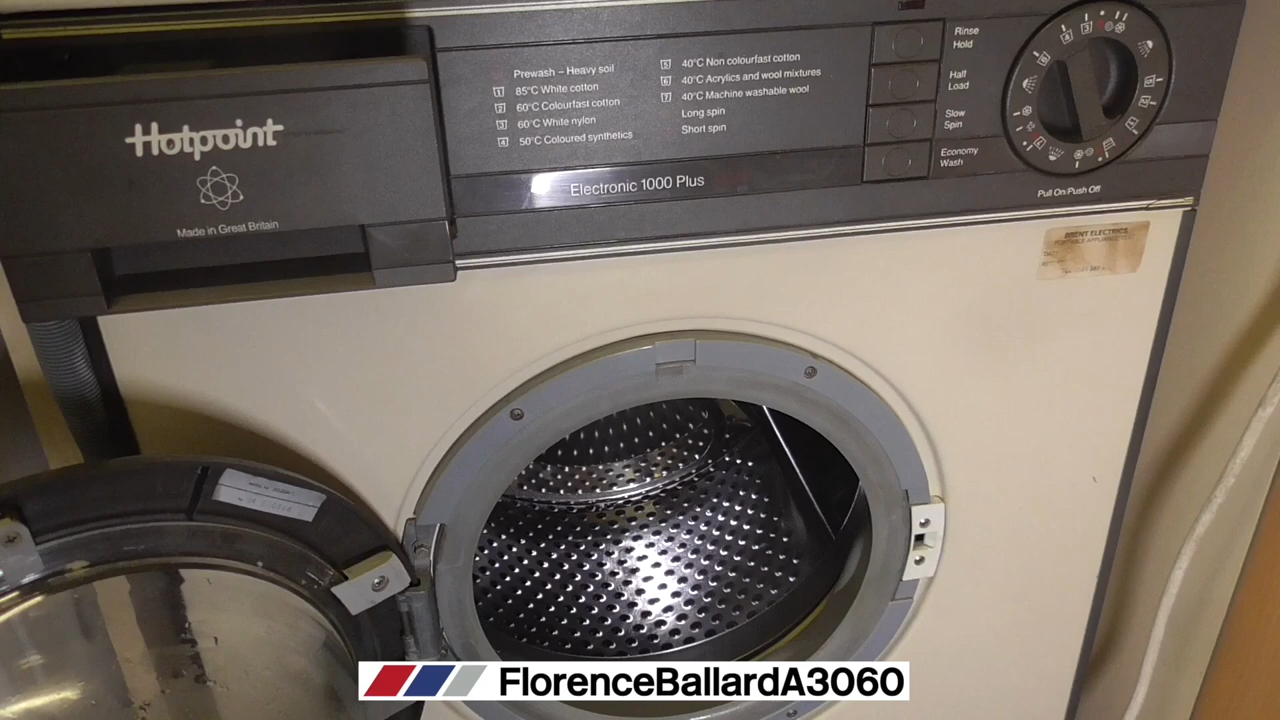 Hotpoint
Made in Great Britain
Prewash – Heavy soil
1 85°C White cotton
2 60°C Colourfast cotton
3 60°C White nylon
4 50°C Coloured synthetics
5 40°C Non colourfast cotton
6 40°C Acrylics and wool mixtures
7 40°C Machine washable wool
Long spin
Short spin
Electronic 1000 Plus
Rinse
Hold
Half
Load
Slow
Spin
Economy
Wash
Pull On/Push Off
BRENT ELECTRICS
FlorenceBallardA3060